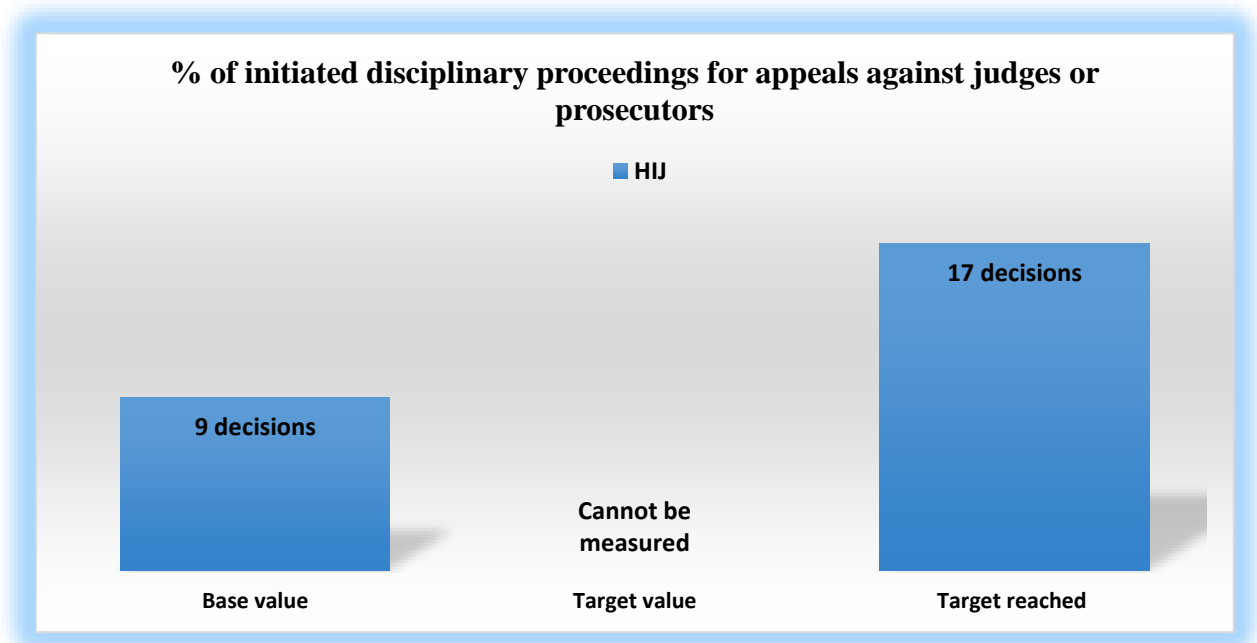 % of initiated disciplinary proceedings for appeals against judges or
prosecutors
HIJ
17 decisions
9 decisions
Cannot be
measured
Base value
Target value
Target reached